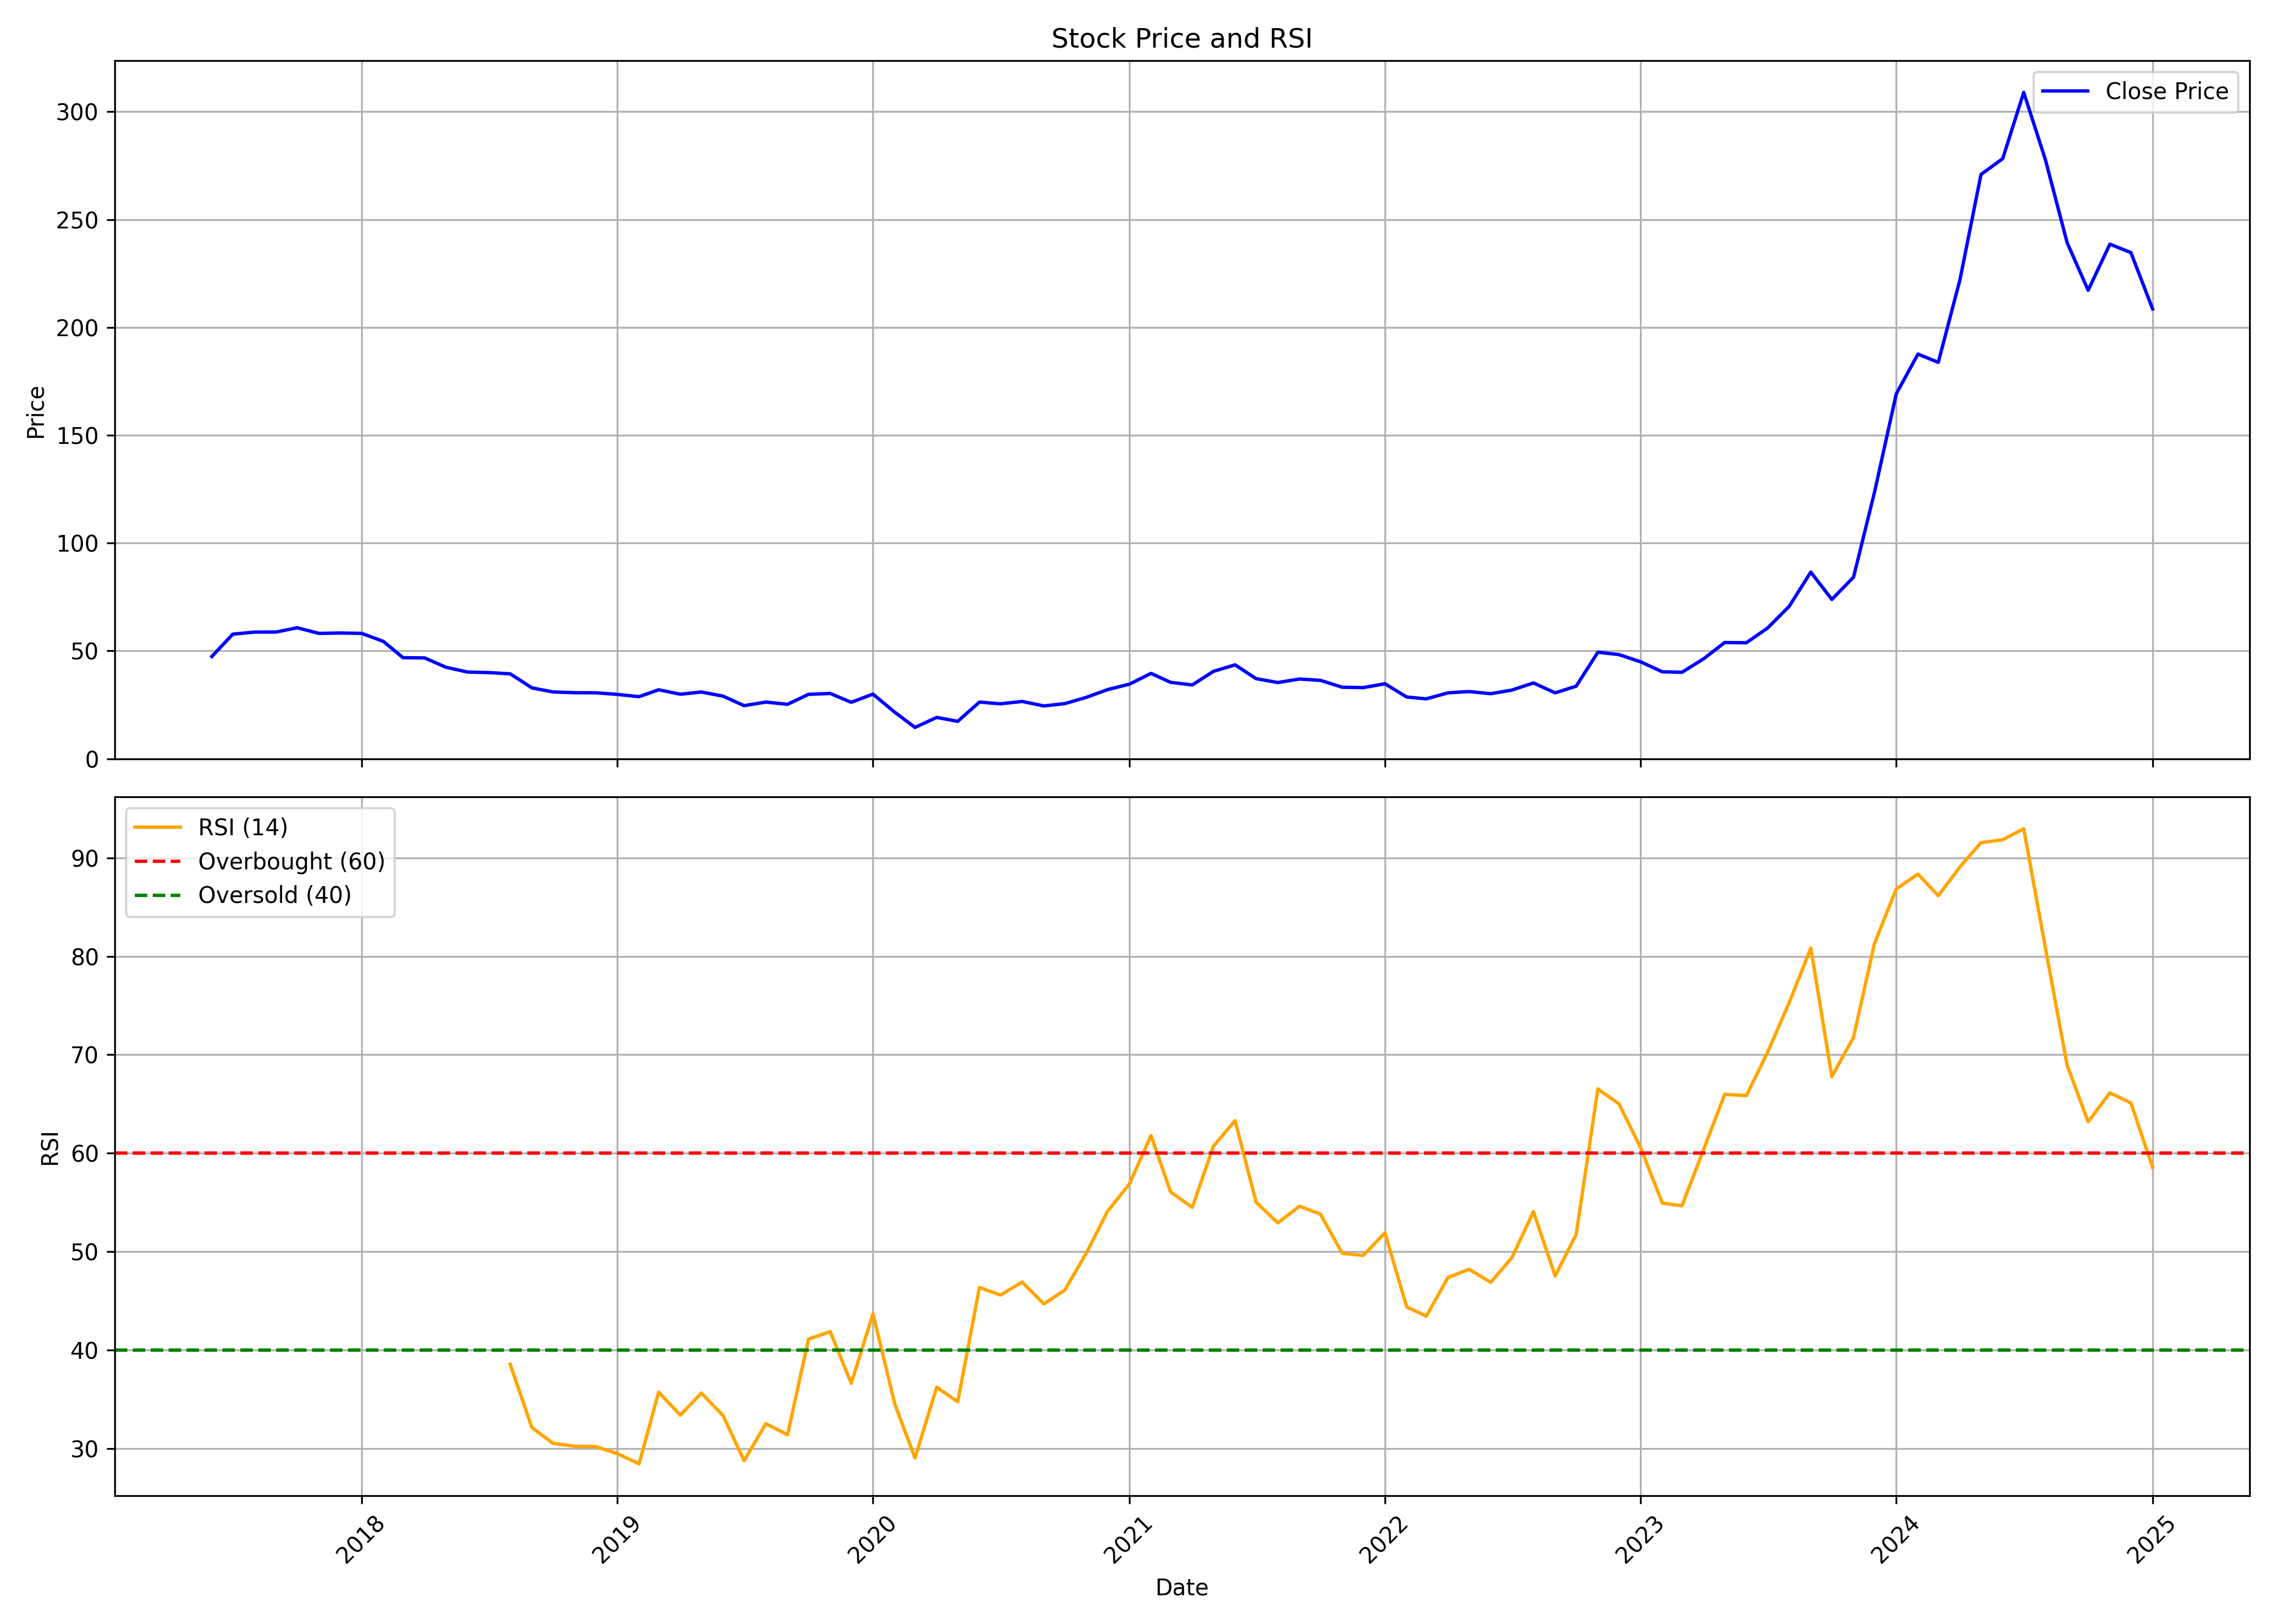 Stock Price and RSI
Close Price
Price
300
250
200
150
100
50
0
RSI (14)
Overbought (60)
Oversold (40)
RSI
90
80
70
60
50
40
30
2018
2019
2020
2021
2022
2023
2024
2025
Date